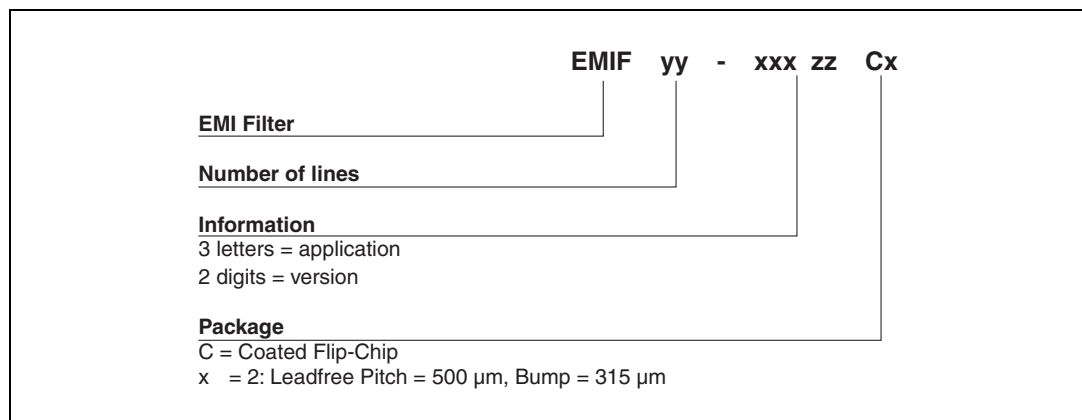 EMIF yy - xxx zz Cx
EMI Filter
Number of lines
Information
3 letters = application
2 digits = version
Package
C = Coated Flip-Chip
x = 2: Leadfree Pitch = 500 µm, Bump = 315 µm